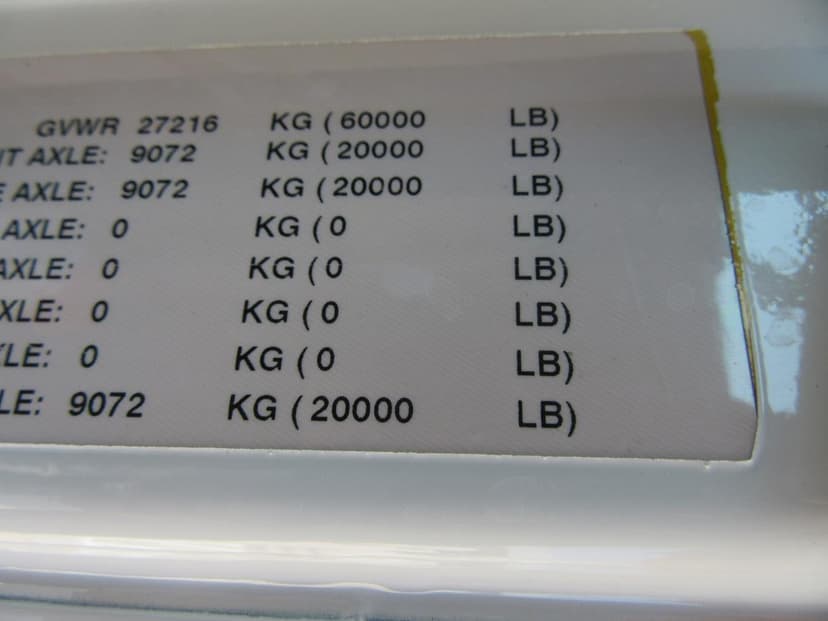 GVWR 27216 KG (60000 LB)
AXLE: 9072 KG (20000 LB)
AXLE: 9072 KG (20000 LB)
AXLE: 0 KG (0 LB)
AXLE: 0 KG (0 LB)
XLE: 0 KG (0 LB)
LE: 0 KG (0 LB)
LE: 9072 KG (20000 LB)